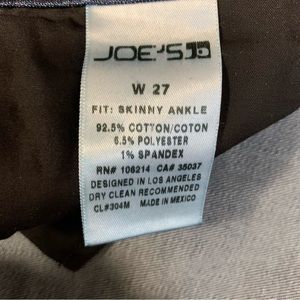 JOE'S
W 27
FIT: SKINNY ANKLE
92.5% COTTON/COTON
6.5% POLYESTER
1% SPANDEX
RN# 106214 CA# 35037
DESIGNED IN LOS ANGELES
DRY CLEAN RECOMMENDED
CL#304M MADE IN MEXICO